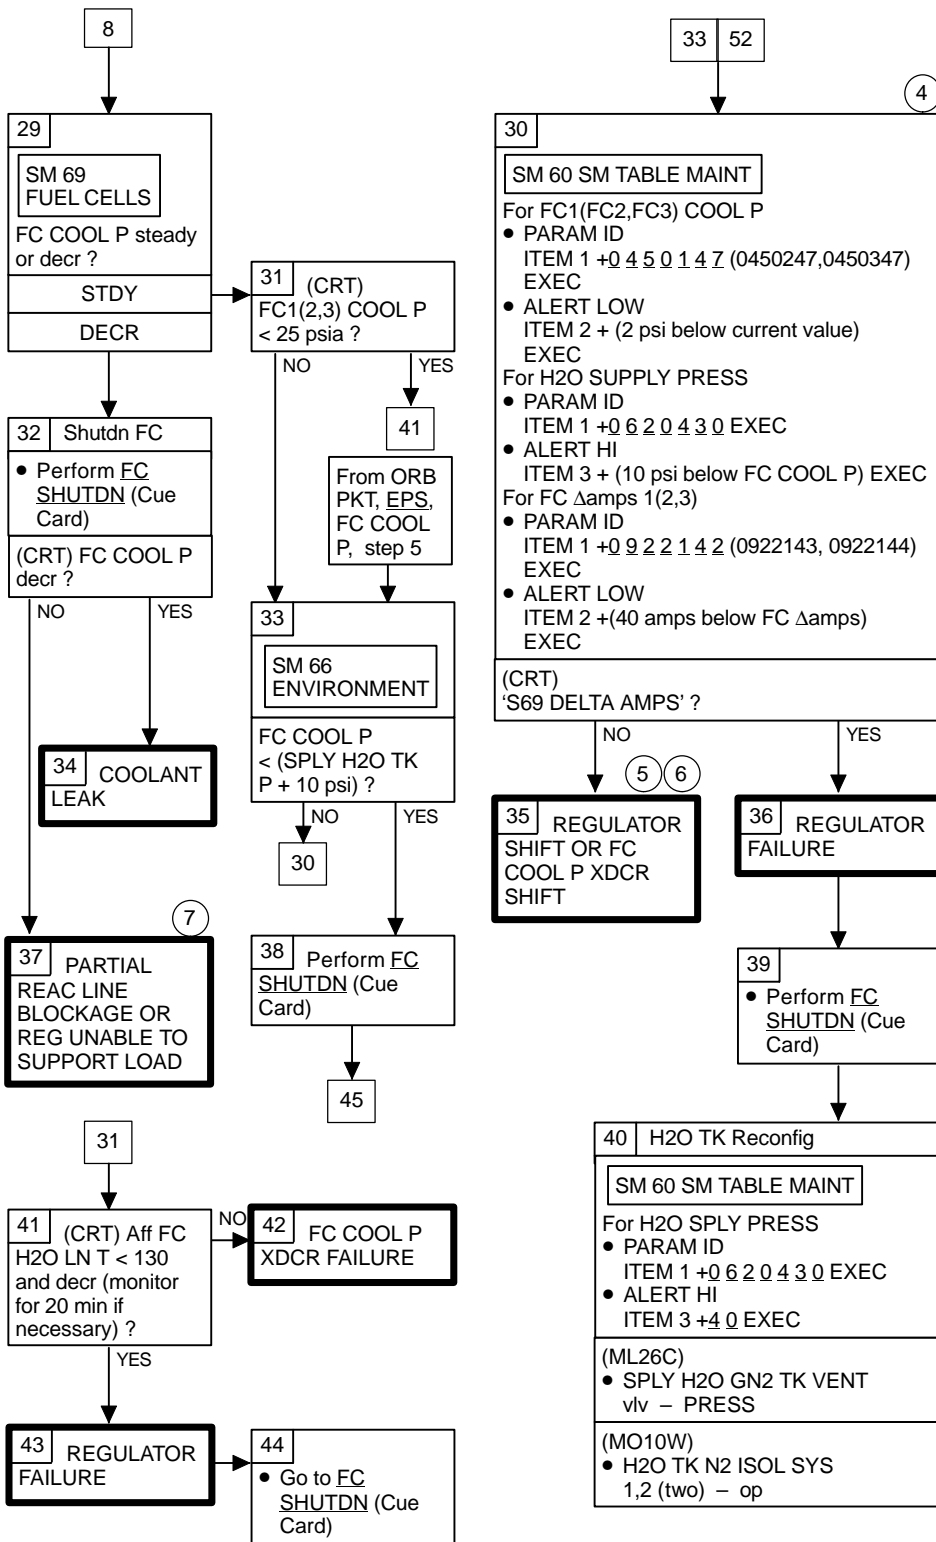 8
29
SM 69
FUEL CELLS
FC COOL P steady
or decr ?
STDY
DECR
31 (CRT)
FC1(2,3) COOL P
< 25 psia ?
NO
YES
41
32 Shutdn FC
• Perform FC
SHUTDN (Cue
Card)
(CRT) FC COOL P
decr ?
NO
YES
From ORB
PKT, EPS,
FC COOL
P, step 5
33
SM 66
ENVIRONMENT
FC COOL P
< (SPLY H2O TK
P + 10 psi) ?
NO
YES
30
34 COOLANT
LEAK
7
37 PARTIAL
REAC LINE
BLOCKAGE OR
REG UNABLE TO
SUPPORT LOAD
38 Perform FC
SHUTDN (Cue
Card)
45
31
41 (CRT) Aff FC
H2O LN T < 130
and decr (monitor
for 20 min if
necessary) ?
NO
YES
42 FC COOL P
XDCR FAILURE
43 REGULATOR
FAILURE
44
• Go to FC
SHUTDN (Cue
Card)
33 52
4
30
SM 60 SM TABLE MAINT
For FC1(FC2,FC3) COOL P
• PARAM ID
ITEM 1 +0 4 5 0 1 4 7 (0450247,0450347)
EXEC
• ALERT LOW
ITEM 2 + (2 psi below current value)
EXEC
For H2O SUPPLY PRESS
• PARAM ID
ITEM 1 +0 6 2 0 4 3 0 EXEC
• ALERT HI
ITEM 3 + (10 psi below FC COOL P) EXEC
For FC Δamps 1(2,3)
• PARAM ID
ITEM 1 +0 9 2 2 1 4 2 (0922143, 0922144)
EXEC
• ALERT LOW
ITEM 2 +(40 amps below FC Δamps)
EXEC
(CRT)
‘S69 DELTA AMPS’ ?
NO
YES
5 6
35 REGULATOR
SHIFT OR FC
COOL P XDCR
SHIFT
36 REGULATOR
FAILURE
39
• Perform FC
SHUTDN (Cue
Card)
40 H2O TK Reconfig
SM 60 SM TABLE MAINT
For H2O SPLY PRESS
• PARAM ID
ITEM 1 +0 6 2 0 4 3 0 EXEC
• ALERT HI
ITEM 3 +4 0 EXEC
(ML26C)
• SPLY H2O GN2 TK VENT
vlv – PRESS
(MO10W)
• H2O TK N2 ISOL SYS
1,2 (two) – op